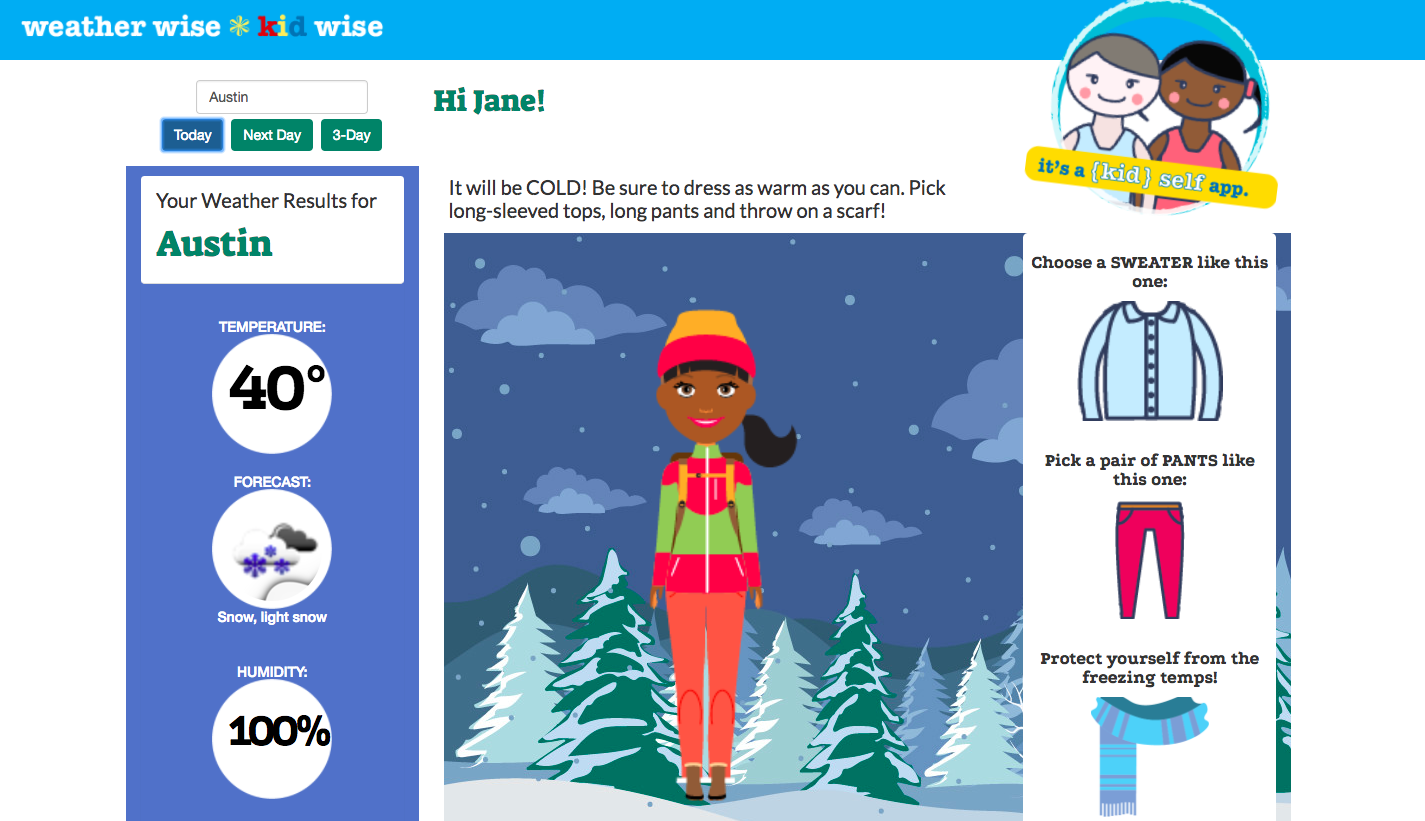 weather wise kid wise
Austin
Today Next Day 3-Day
Your Weather Results for
Austin
TEMPERATURE:
40°
FORECAST:
Snow, light snow
HUMIDITY:
100%
Hi Jane!
It will be COLD! Be sure to dress as warm as you can. Pick
long-sleeved tops, long pants and throw on a scarf!
it's a {kid} self app.
Choose a SWEATER like this
one:
Pick a pair of PANTS like
this one:
Protect yourself from the
freezing temps!